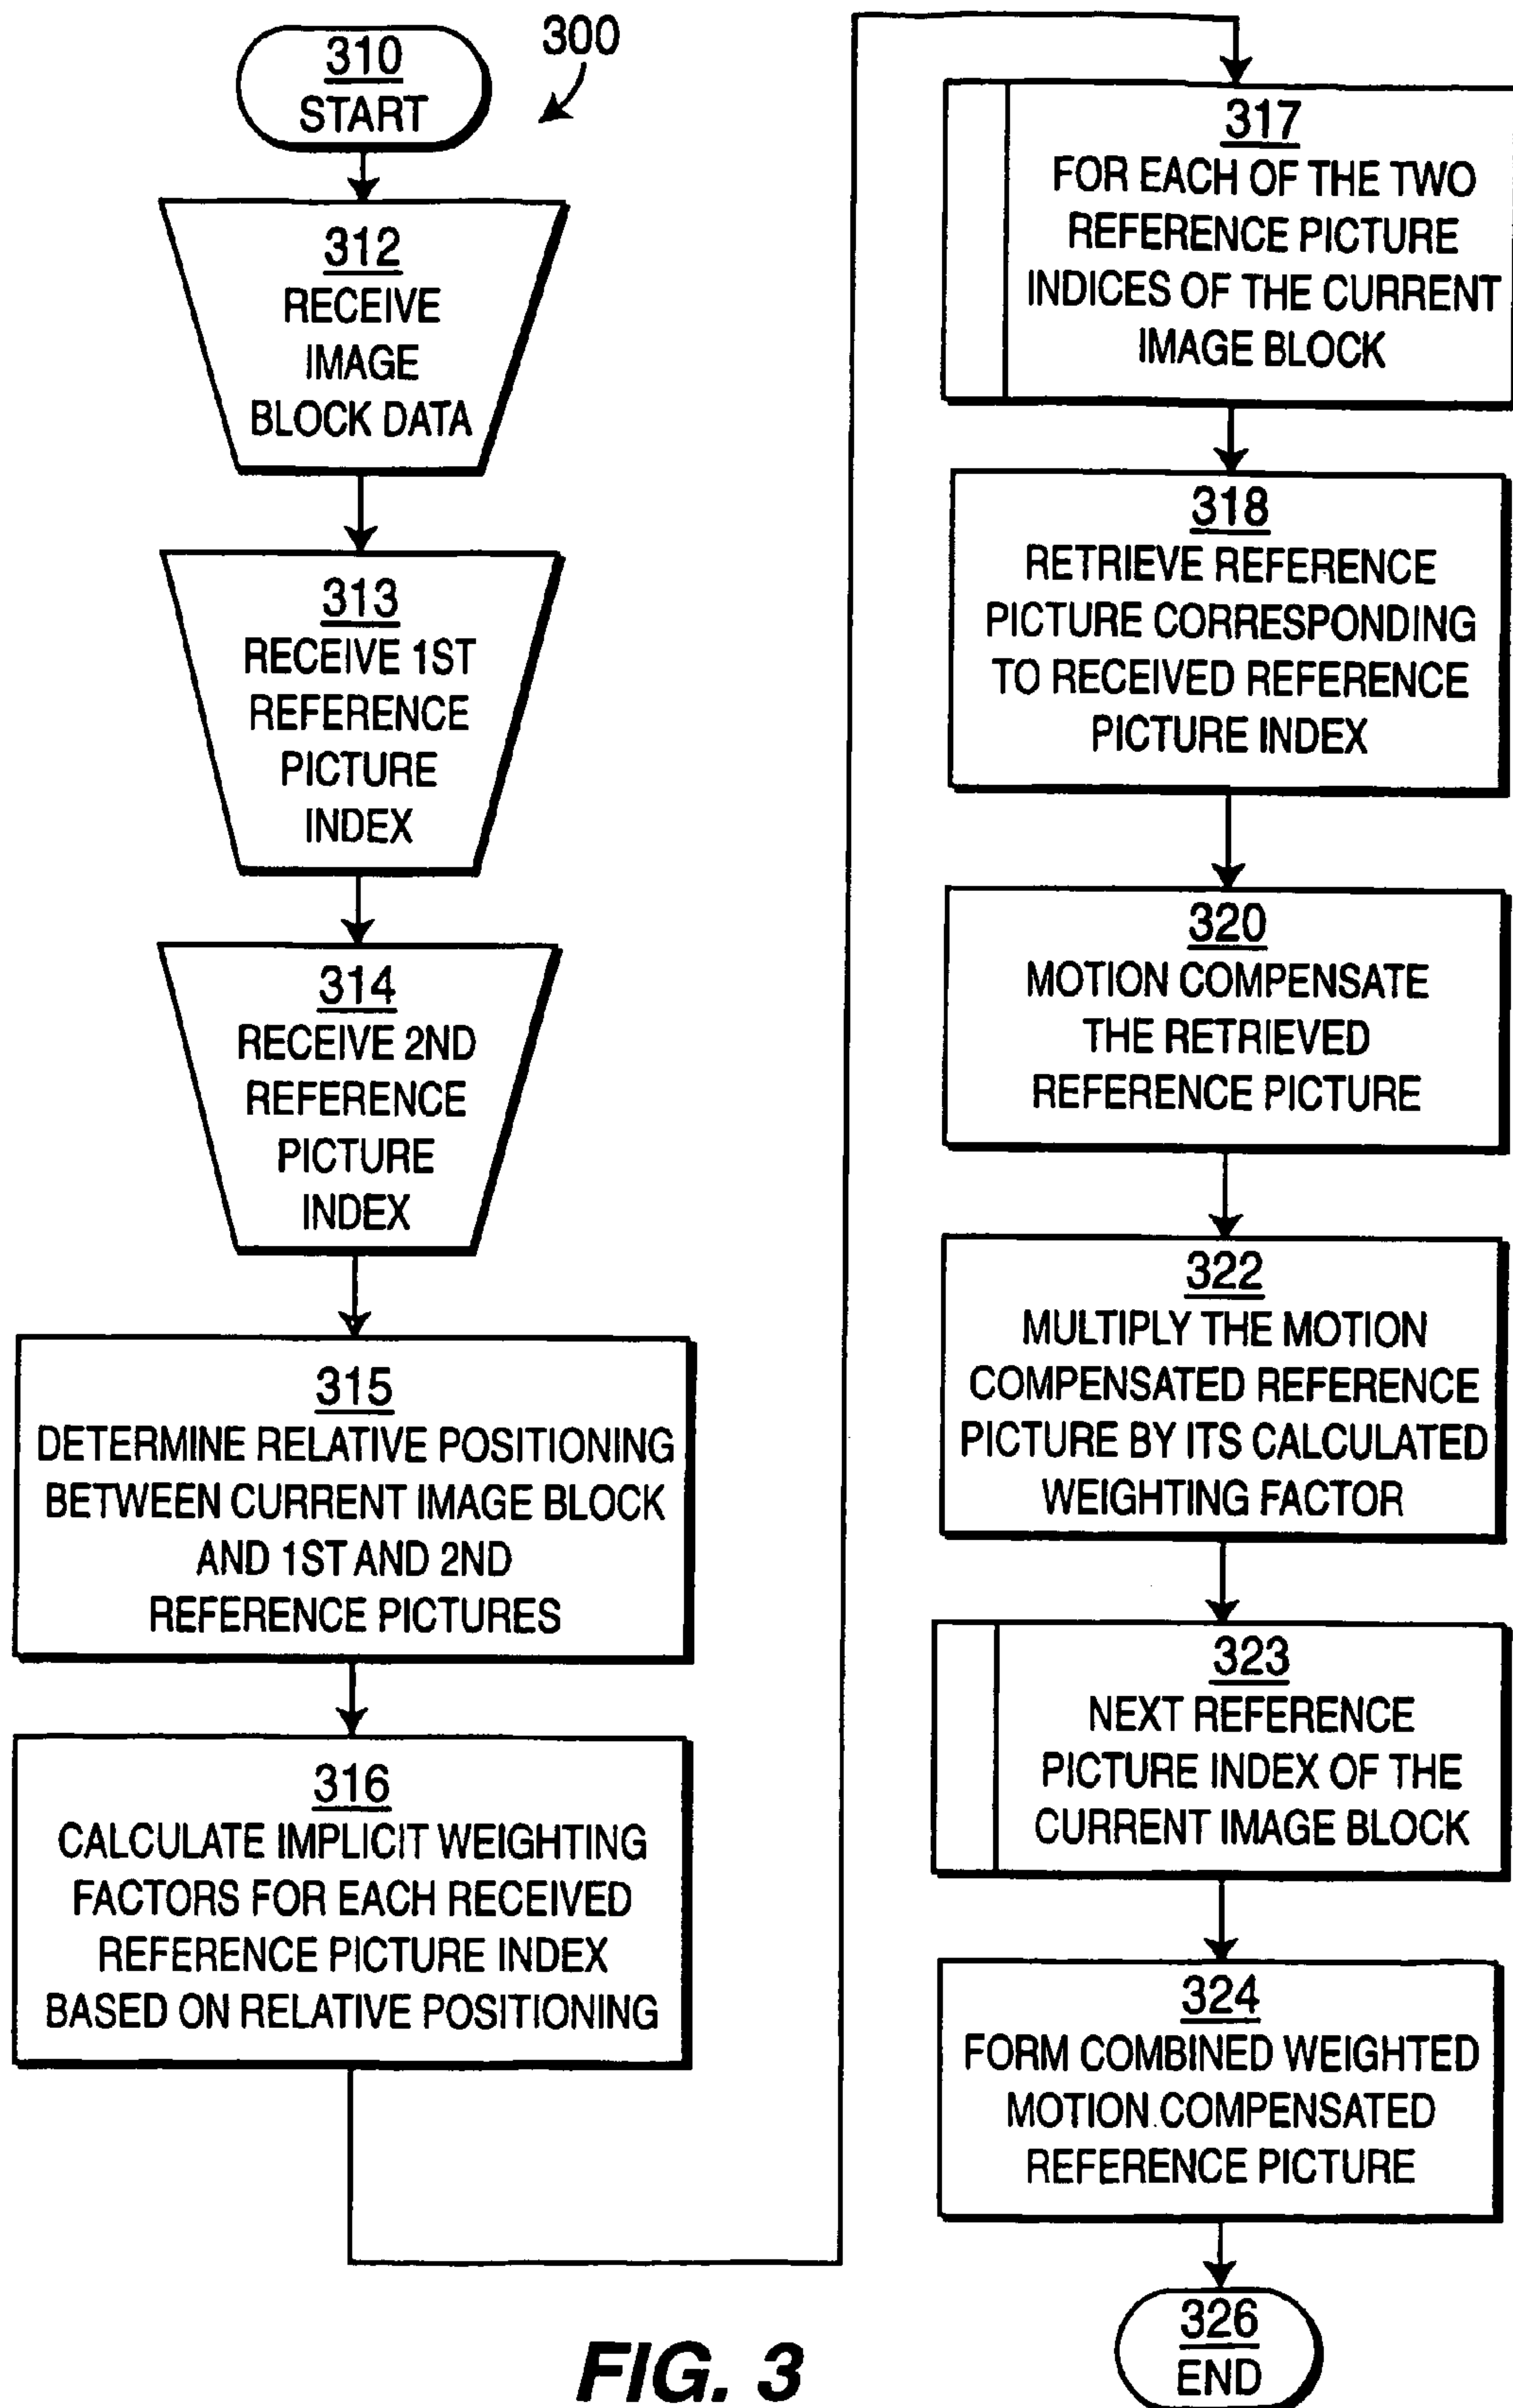 310
START
300
312
RECEIVE
IMAGE
BLOCK DATA
313
RECEIVE 1ST
REFERENCE
PICTURE
INDEX
314
RECEIVE 2ND
REFERENCE
PICTURE
INDEX
315
DETERMINE RELATIVE POSITIONING
BETWEEN CURRENT IMAGE BLOCK
AND 1ST AND 2ND
REFERENCE PICTURES
316
CALCULATE IMPLICIT WEIGHTING
FACTORS FOR EACH RECEIVED
REFERENCE PICTURE INDEX
BASED ON RELATIVE POSITIONING
317
FOR EACH OF THE TWO
REFERENCE PICTURE
INDICES OF THE CURRENT
IMAGE BLOCK
318
RETRIEVE REFERENCE
PICTURE CORRESPONDING
TO RECEIVED REFERENCE
PICTURE INDEX
320
MOTION COMPENSATE
THE RETRIEVED
REFERENCE PICTURE
322
MULTIPLY THE MOTION
COMPENSATED REFERENCE
PICTURE BY ITS CALCULATED
WEIGHTING FACTOR
323
NEXT REFERENCE
PICTURE INDEX OF THE
CURRENT IMAGE BLOCK
324
FORM COMBINED WEIGHTED
MOTION COMPENSATED
REFERENCE PICTURE
326
END
FIG. 3